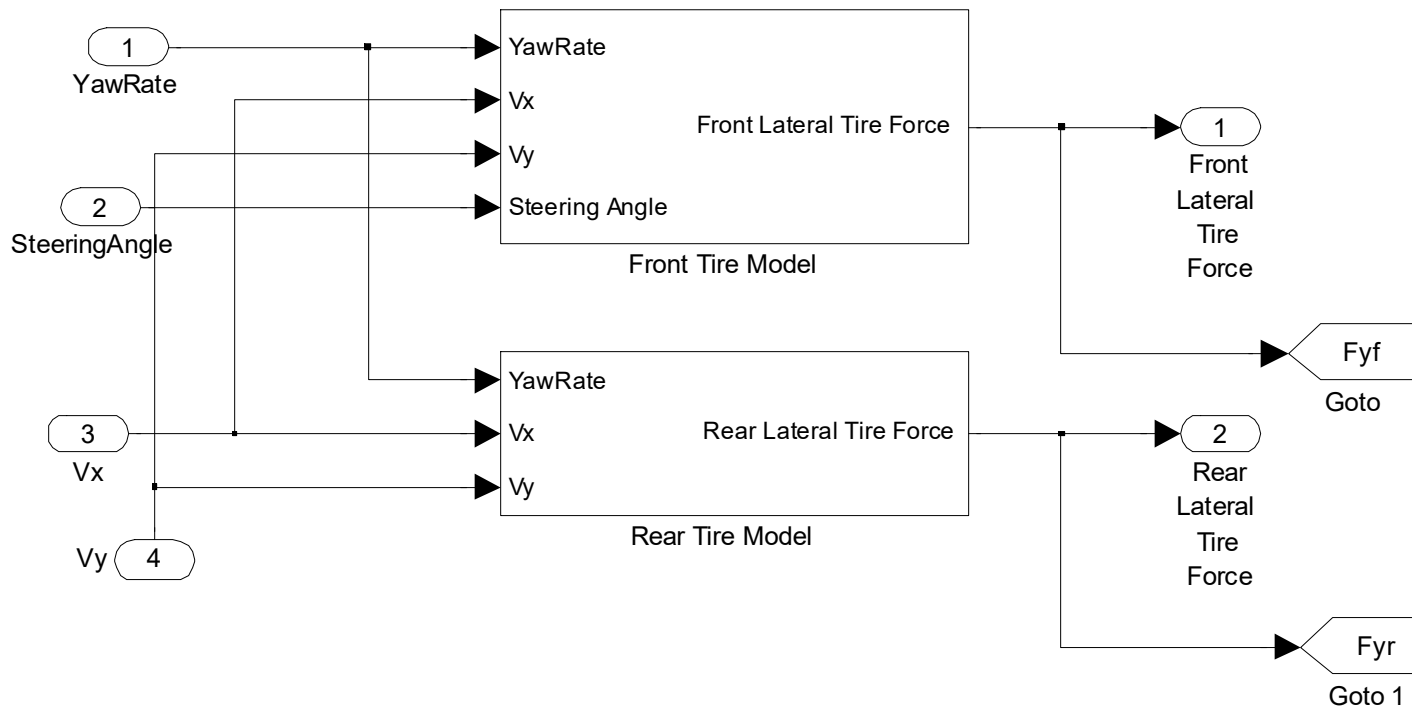 1
YawRate
YawRate
Vx
Front Lateral Tire Force
1
Vy
Front
Lateral
Tire
Force
2
SteeringAngle
Steering Angle
Front Tire Model
Fyf
Goto
YawRate
3
Vx
Vx
Rear Lateral Tire Force
2
Rear
Lateral
Tire
Force
Vy
Rear Tire Model
Vy 4
Fyr
Goto 1